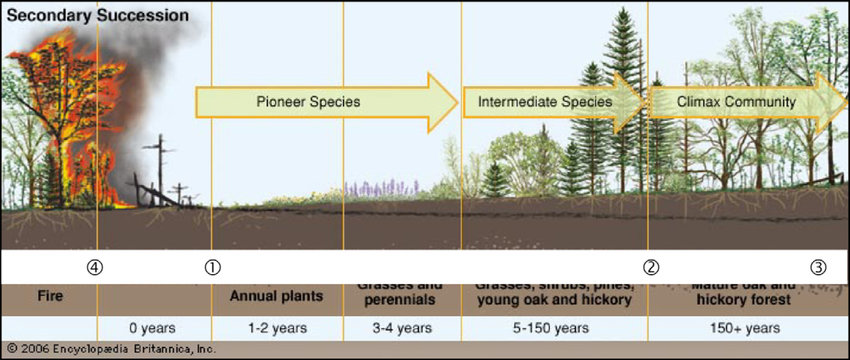 Secondary Succession
Pioneer Species
Intermediate Species
Climax Community
④
①
②
③
Fire
Annual plants
Grasses and
perennials
Grasses, shrubs, pines,
young oak and hickory
Mature oak and
hickory forest
0 years
1-2 years
3-4 years
5-150 years
150+ years
© 2006 Encyclopædia Britannica, Inc.